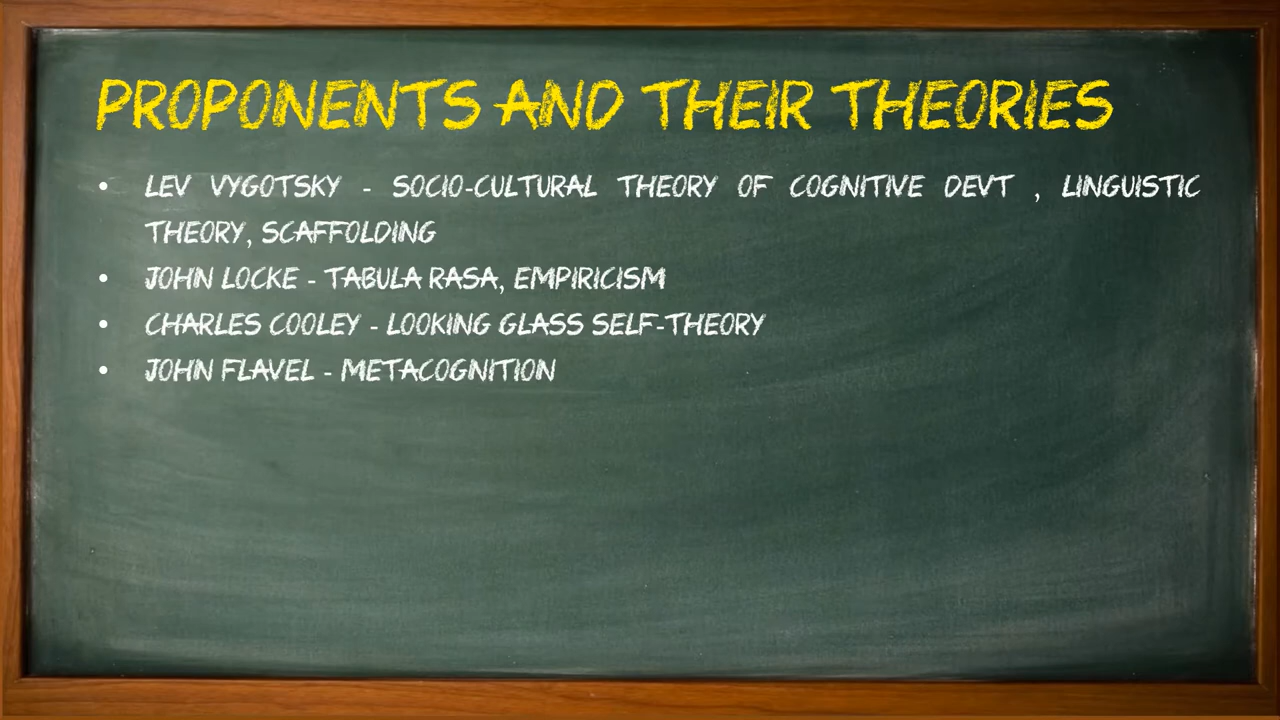 PROPONENTS AND THEIR THEORIES
• LEV VYGOTSKY - SOCIO-CULTURAL THEORY OF COGNITIVE DEVT , LINGUISTIC
THEORY, SCAFFOLDING
• JOHN LOCKE - TABULA RASA, EMPIRICISM
• CHARLES COOLEY - LOOKING GLASS SELF-THEORY
• JOHN FLAVEL - METACOGNITION